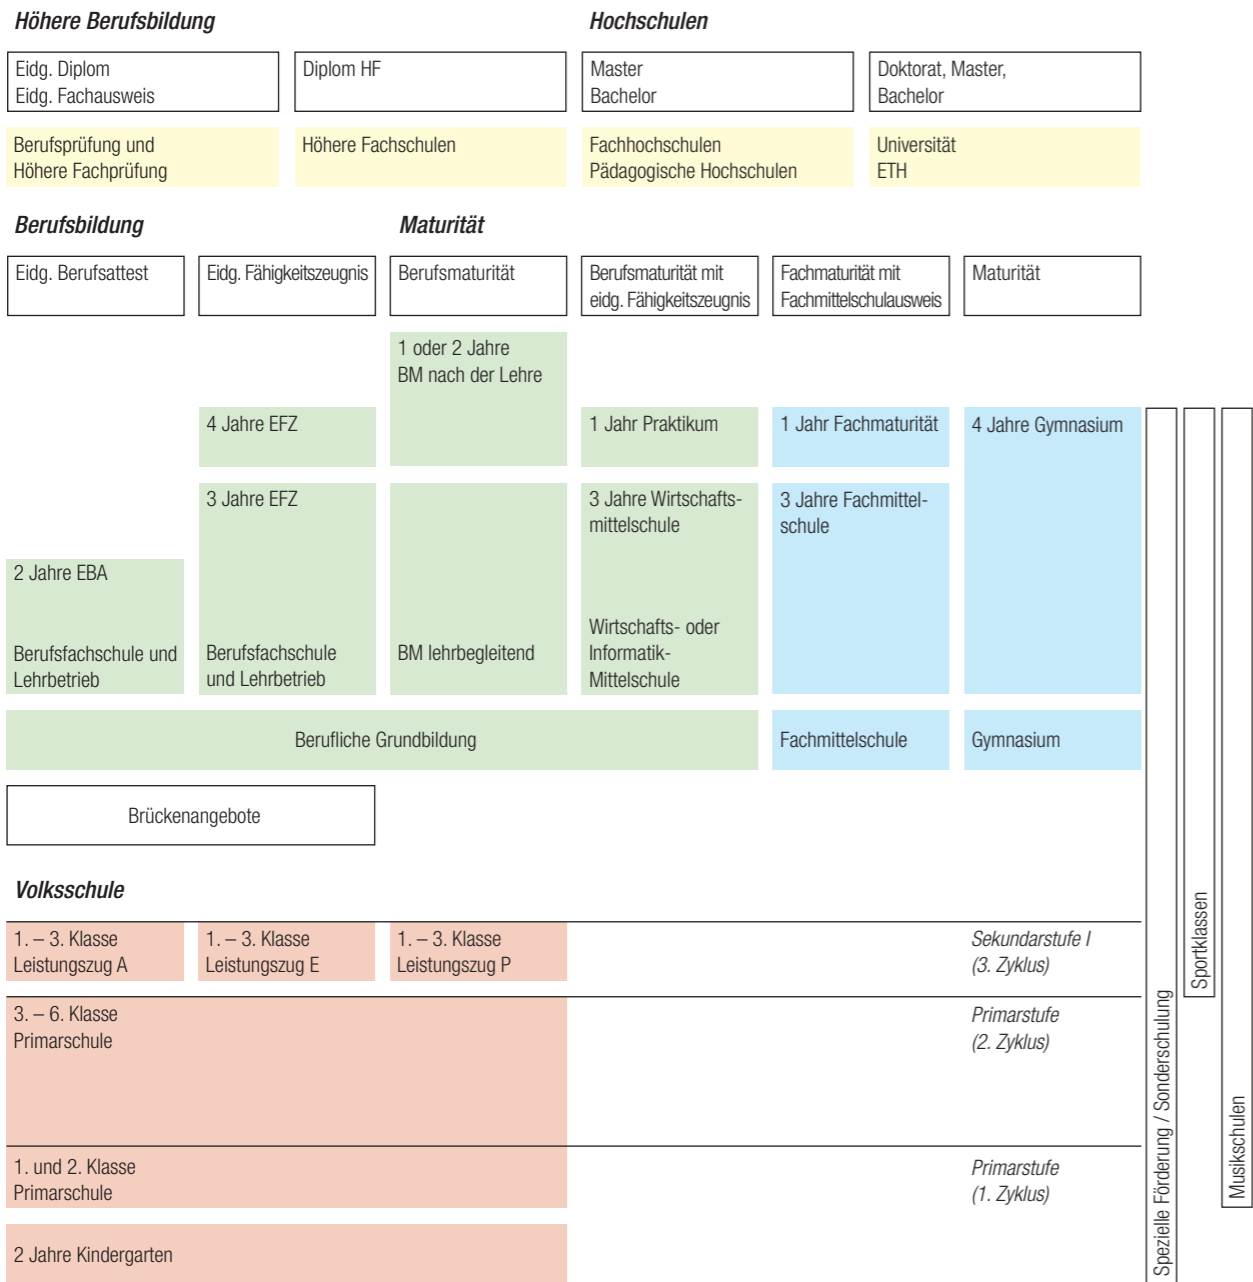 Höhere Berufsbildung
Hochschulen
Eidg. Diplom
Eidg. Fachausweis
Diplom HF
Master
Bachelor
Doktorat, Master,
Bachelor
Berufsprüfung und
Höhere Fachprüfung
Höhere Fachschulen
Fachhochschulen
Pädagogische Hochschulen
Universität
ETH
Berufsbildung
Maturität
Eidg. Berufsattest
Eidg. Fähigkeitszeugnis
Berufsmaturität
Berufsmaturität mit
eidg. Fähigkeitszeugnis
Fachmaturität mit
Fachmittelschulausweis
Maturität
1 oder 2 Jahre
BM nach der Lehre
4 Jahre EFZ
1 Jahr Praktikum
1 Jahr Fachmaturität
4 Jahre Gymnasium
3 Jahre EFZ
3 Jahre Wirtschafts-
mittelschule
3 Jahre Fachmittel-
schule
2 Jahre EBA
Berufsfachschule und
Lehrbetrieb
Berufsfachschule
und Lehrbetrieb
BM lehrbegleitend
Wirtschafts- oder
Informatik-
Mittelschule
Berufliche Grundbildung
Fachmittelschule
Gymnasium
Brückenangebote
Volksschule
1. – 3. Klasse
Leistungszug A
1. – 3. Klasse
Leistungszug E
1. – 3. Klasse
Leistungszug P
Sekundarstufe I
(3. Zyklus)
3. – 6. Klasse
Primarschule
Primarstufe
(2. Zyklus)
1. und 2. Klasse
Primarschule
Primarstufe
(1. Zyklus)
2 Jahre Kindergarten
Spezielle Förderung / Sonderschulung
Sportklassen
Musikschulen